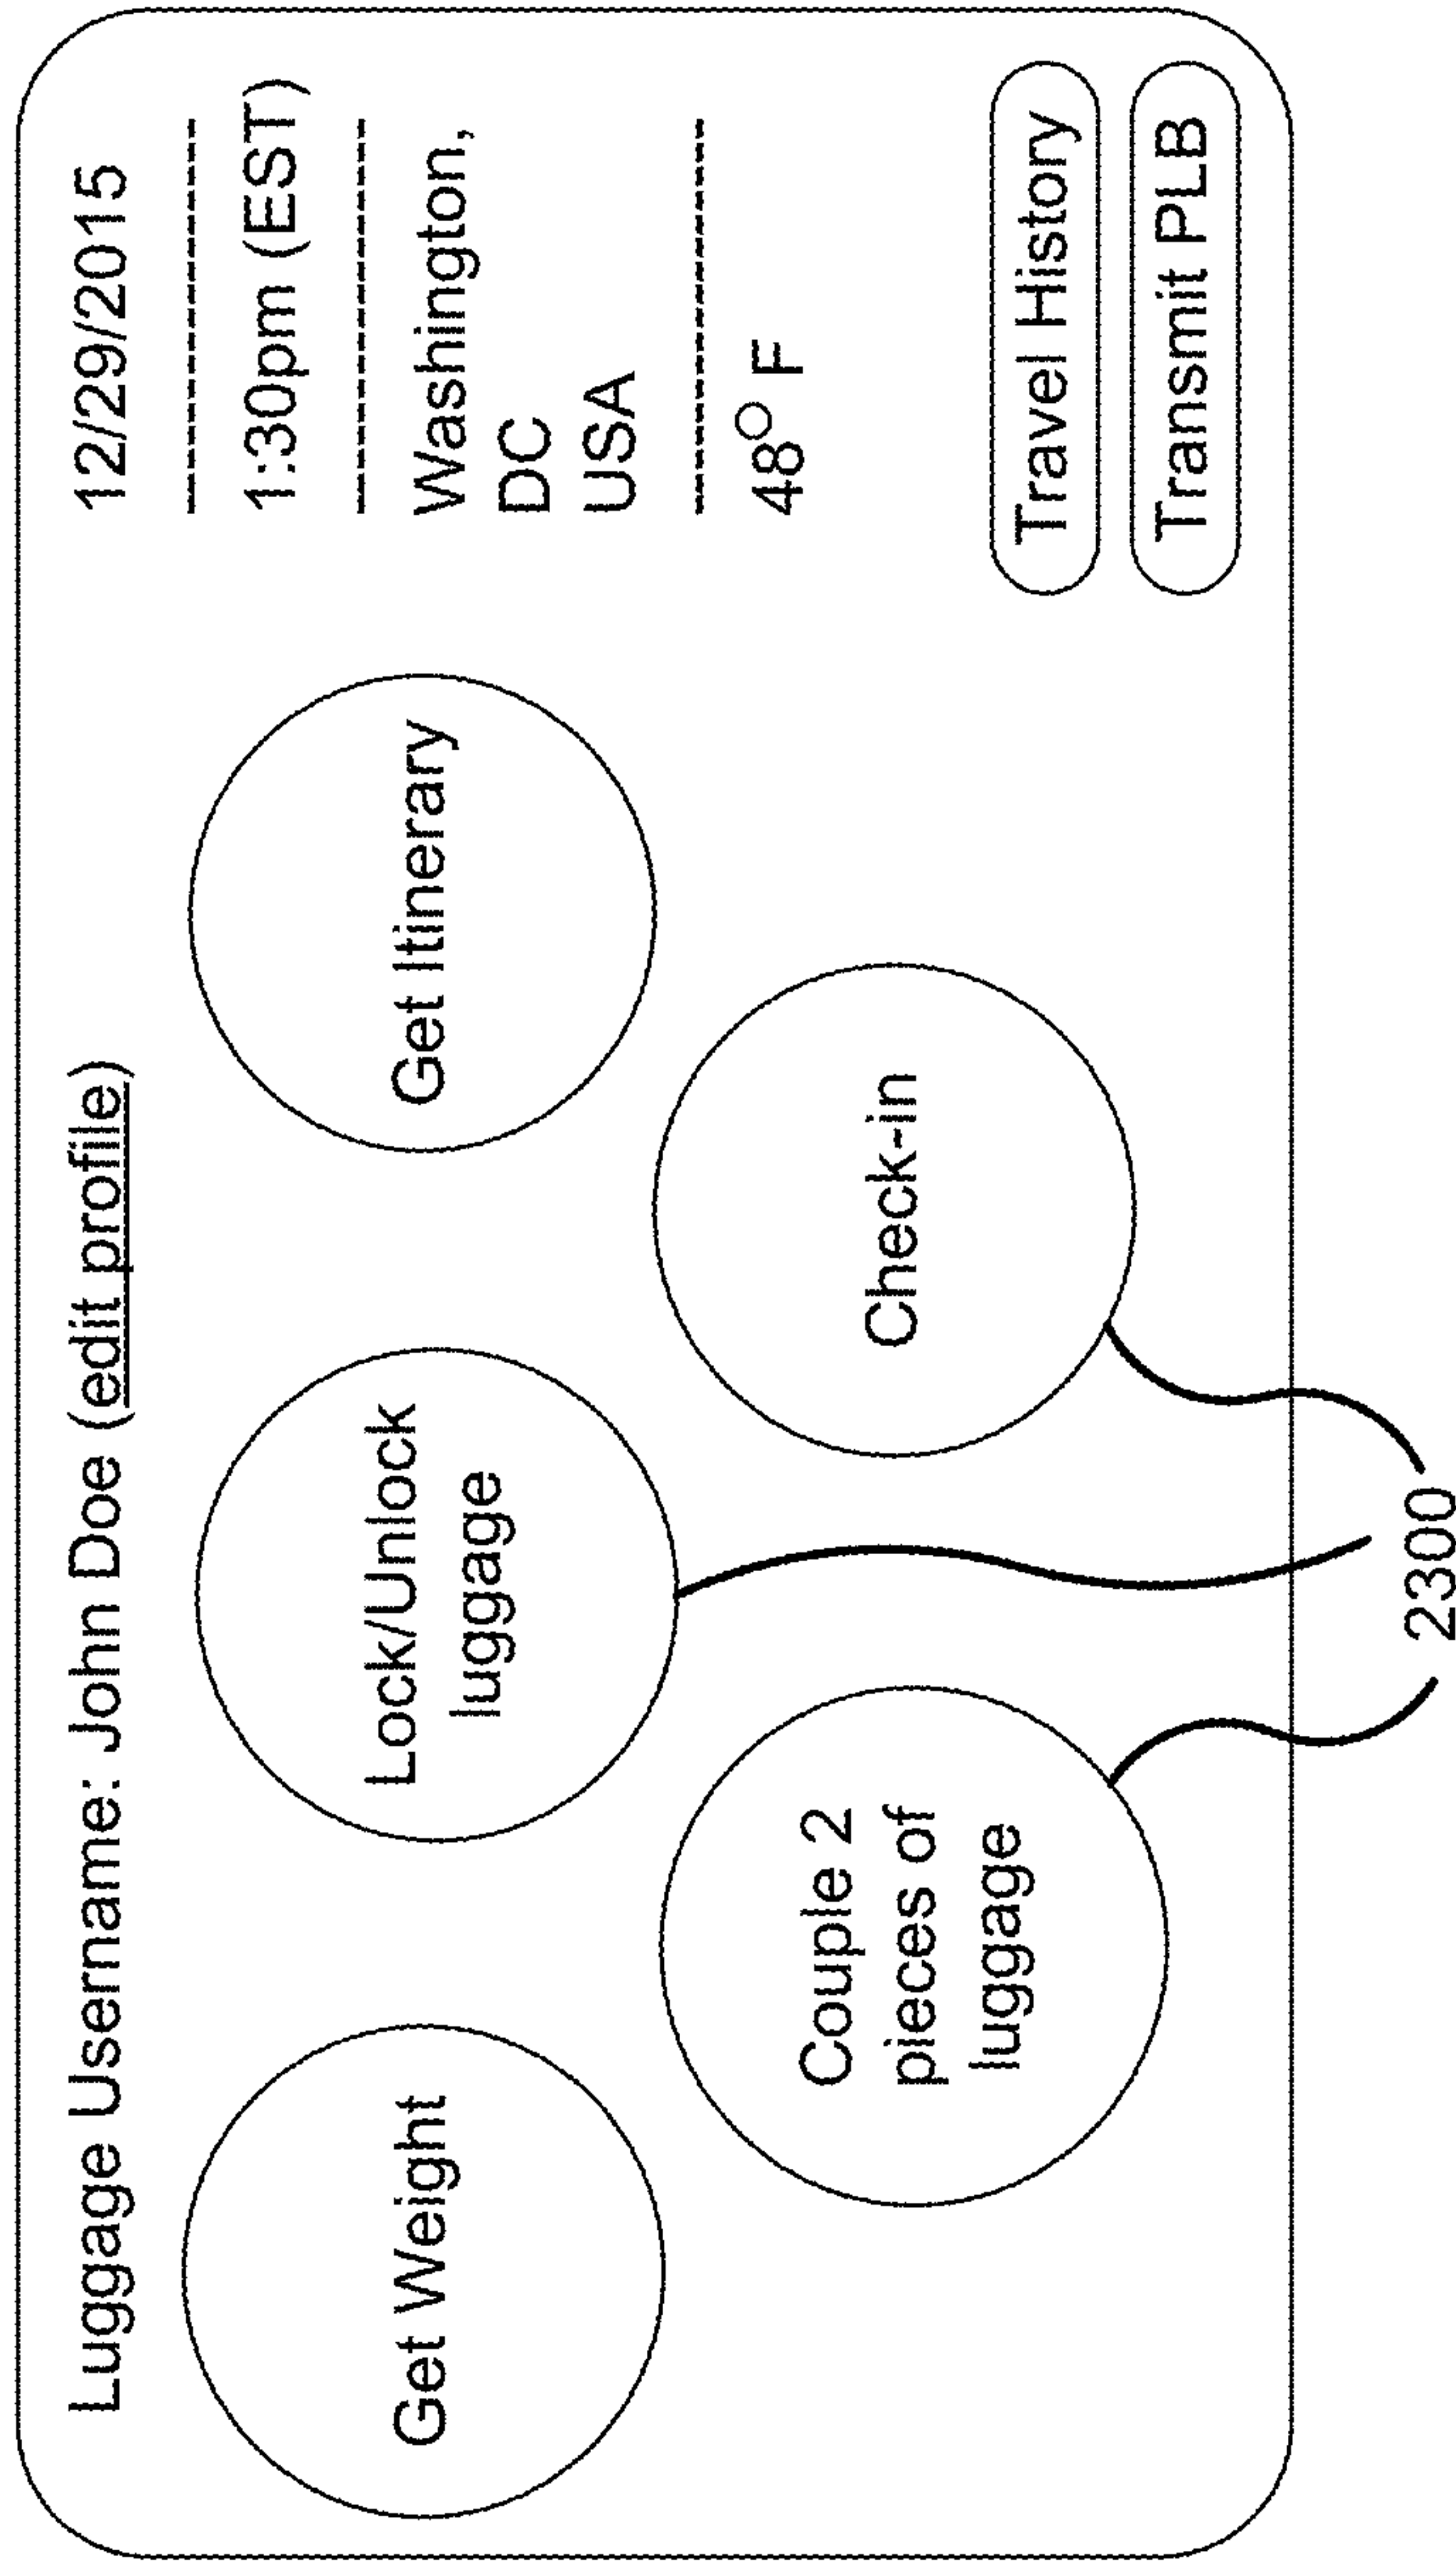 Luggage Username: John Doe (edit profile)
Get Weight
Lock/Unlock
luggage
Get Itinerary
Couple 2
pieces of
luggage
Check-in
12/29/2015
1:30pm (EST)
Washington,
DC
USA
48° F
Travel History
Transmit PLB
2300